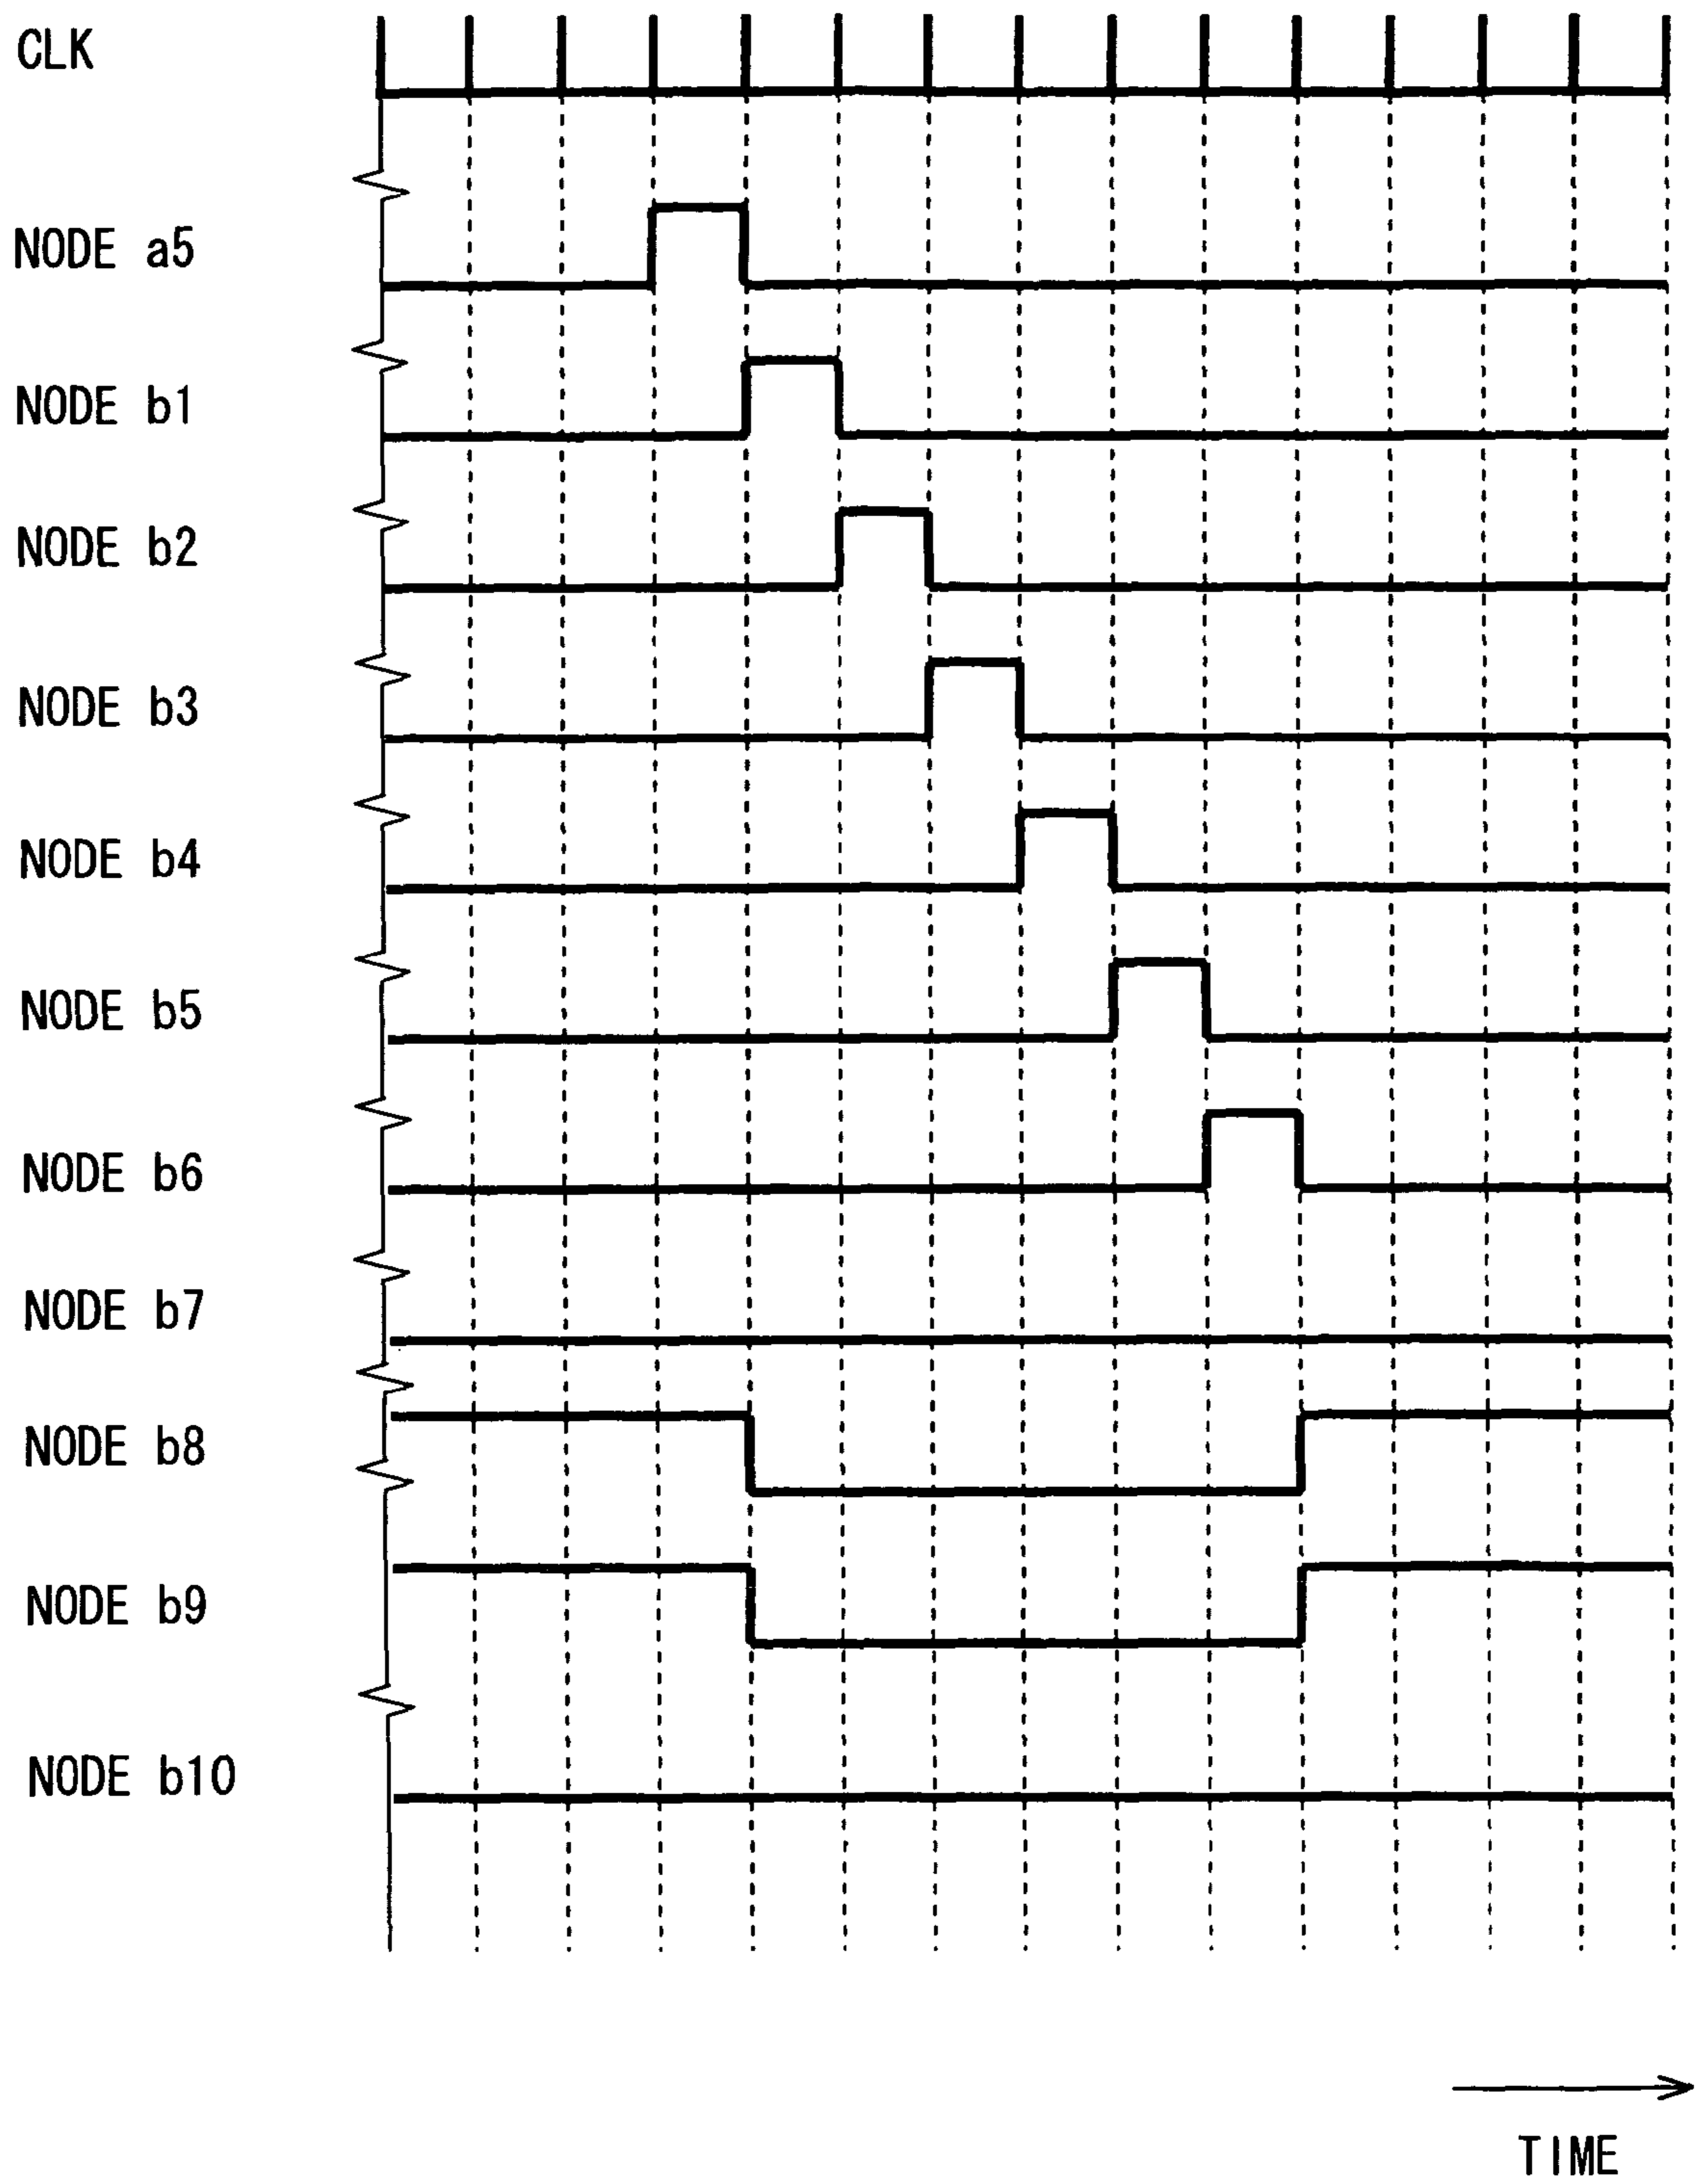 CLK
NODE a5
NODE b1
NODE b2
NODE b3
NODE b4
NODE b5
NODE b6
NODE b7
NODE b8
NODE b9
NODE b10
TIME